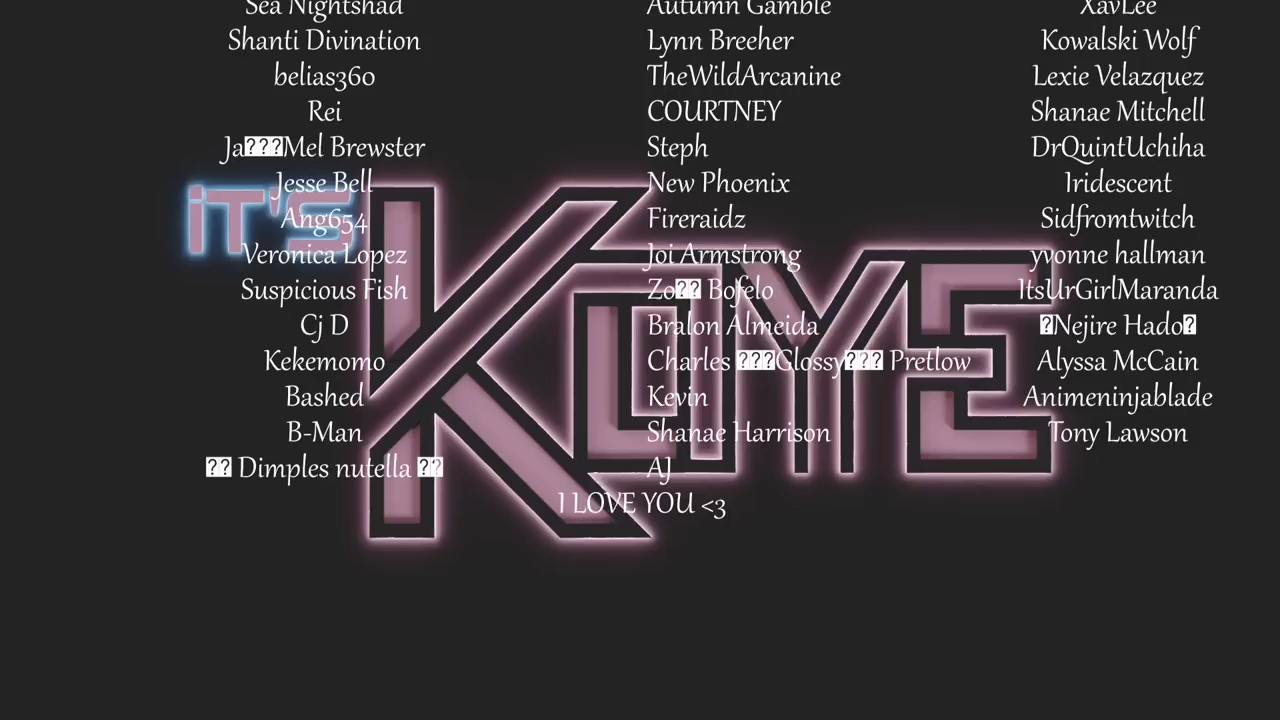 Sea Nightshad
Shanti Divination
belias360
Rei
Ja���Mel Brewster
Jesse Bell
Ang654
Veronica Lopez
Suspicious Fish
Cj D
Kekemomo
Bashed
B-Man
�� Dimples nutella ��
Autumn Gamble
Lynn Breeher
TheWildArcanine
COURTNEY
Steph
New Phoenix
Fireraidz
Joi Armstrong
Zo�� Bofelo
Bralon Almeida
Charles ���Glossy��� Pretlow
Kevin
Shanae Harrison
AJ
XavLee
Kowalski Wolf
Lexie Velazquez
Shanae Mitchell
DrQuintUchiha
Iridescent
Sidfromtwitch
yvonne hallman
ItsUrGirlMaranda
�Nejire Hado�
Alyssa McCain
Animeninjablade
Tony Lawson
I LOVE YOU <3
iT'S
KUYE